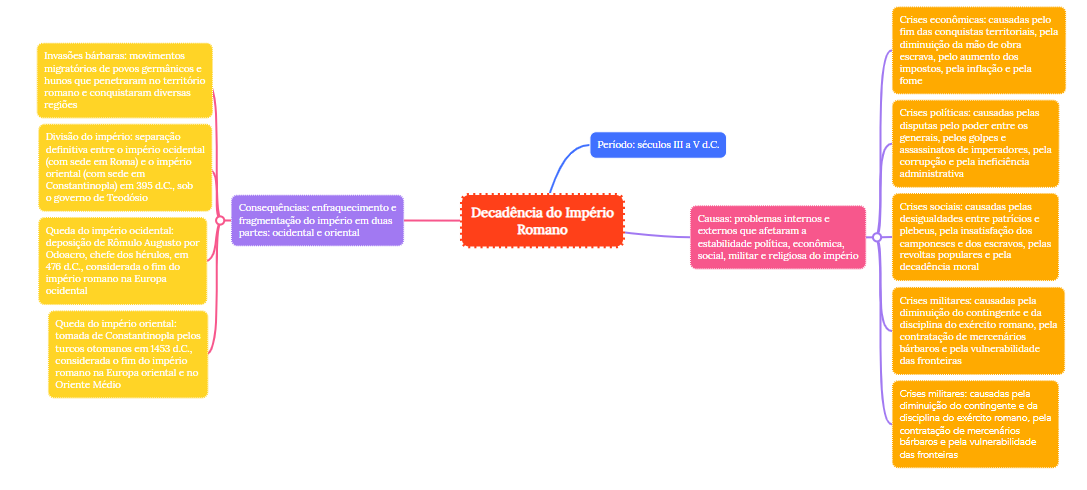 Decadência do Império
Romano
Período: séculos III a V d.C.
Causas: problemas internos e
externos que afetaram a
estabilidade política, econômica,
social, militar e religiosa do império
Crises econômicas: causadas pelo
fim das conquistas territoriais, pela
diminuição da mão de obra
escrava, pelo aumento dos
impostos, pela inflação e pela
fome
Crises políticas: causadas pelas
disputas pelo poder entre os
generais, pelos golpes e
assassinatos de imperadores, pela
corrupção e pela ineficiência
administrativa
Crises sociais: causadas pelas
desigualdades entre patrícios e
plebeus, pela insatisfação dos
camponeses e dos escravos, pelas
revoltas populares e pela
decadência moral
Crises militares: causadas pela
diminuição do contingente e da
disciplina do exército romano, pela
contratação de mercenários
bárbaros e pela vulnerabilidade
das fronteiras
Crises militares: causadas pela
diminuição do contingente e da
disciplina do exército romano, pela
contratação de mercenários
bárbaros e pela vulnerabilidade
das fronteiras
Consequências: enfraquecimento e
fragmentação do império em duas
partes: ocidental e oriental
Invasões bárbaras: movimentos
migratórios de povos germânicos e
hunos que penetraram no território
romano e conquistaram diversas
regiões
Divisão do império: separação
definitiva entre o império ocidental
(com sede em Roma) e o império
oriental (com sede em
Constantinopla) em 395 d.C., sob
o governo de Teodósio
Queda do império ocidental:
deposição de Rômulo Augusto por
Odoacro, chefe dos hérulos, em
476 d.C., considerada o fim do
império romano na Europa
ocidental
Queda do império oriental:
tomada de Constantinopla pelos
turcos otomanos em 1453 d.C.,
considerada o fim do império
romano na Europa oriental e no
Oriente Médio